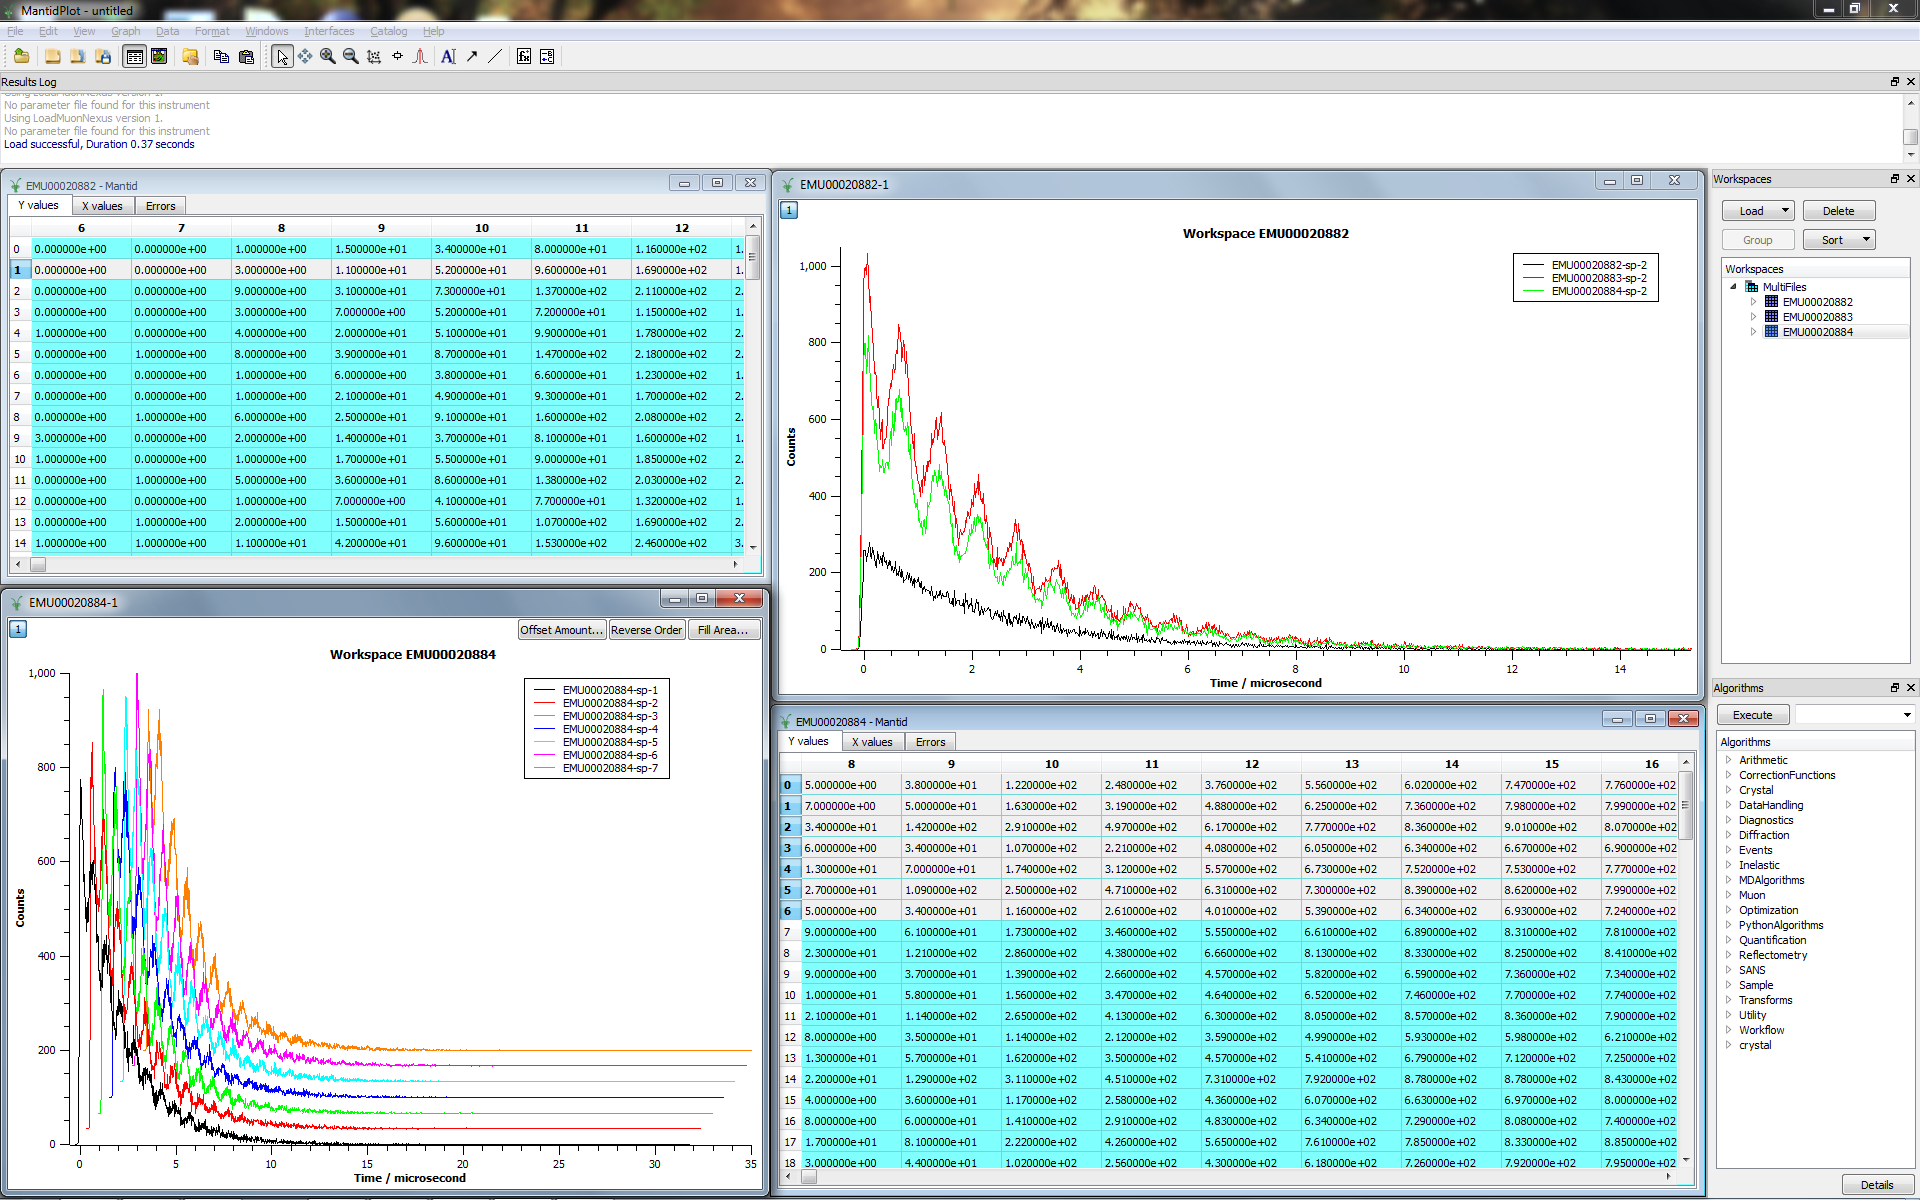 MantidPlot - untitled
File Edit View Graph Data Format Windows Interfaces Catalog Help
Results Log
Using LoadMuonNexus version 1.
No parameter file found for this instrument
Using LoadMuonNexus version 1.
No parameter file found for this instrument
Load successful, Duration 0.37 seconds
EMU00020882 - Mantid
Y values X values Errors
6 7 8 9 10 11 12
0 0.000000e+00 0.000000e+00 1.000000e+00 1.500000e+01 3.400000e+01 8.000000e+01 1.160000e+02 1.
1 0.000000e+00 0.000000e+00 3.000000e+00 1.100000e+01 5.200000e+01 9.600000e+01 1.690000e+02 2.
2 0.000000e+00 0.000000e+00 9.000000e+00 3.100000e+01 7.300000e+01 1.370000e+02 2.110000e+02 2.
3 0.000000e+00 0.000000e+00 3.000000e+00 7.000000e+00 5.200000e+01 7.200000e+01 1.150000e+02 1.
4 1.000000e+00 0.000000e+00 4.000000e+00 2.000000e+01 5.100000e+01 9.900000e+01 1.780000e+02 2.
5 0.000000e+00 1.000000e+00 8.000000e+00 3.900000e+01 8.700000e+01 1.470000e+02 2.180000e+02 2.
6 0.000000e+00 0.000000e+00 1.000000e+00 6.000000e+00 3.800000e+01 6.600000e+01 1.230000e+02 1.
7 0.000000e+00 0.000000e+00 1.000000e+00 2.100000e+01 4.900000e+01 9.300000e+01 1.700000e+02 2.
8 0.000000e+00 1.000000e+00 6.000000e+00 2.500000e+01 9.100000e+01 1.600000e+02 2.080000e+02 2.
9 3.000000e+00 0.000000e+00 2.000000e+00 1.400000e+01 3.700000e+01 8.100000e+01 1.600000e+02 1.
10 1.000000e+00 0.000000e+00 1.000000e+00 1.700000e+01 5.500000e+01 9.000000e+01 1.850000e+02 2.
11 0.000000e+00 1.000000e+00 5.000000e+00 3.600000e+01 8.600000e+01 1.380000e+02 2.030000e+02 2.
12 0.000000e+00 0.000000e+00 1.000000e+00 7.000000e+00 4.100000e+01 7.700000e+01 1.320000e+02 1.
13 0.000000e+00 1.000000e+00 2.000000e+00 1.500000e+01 5.600000e+01 1.070000e+02 1.690000e+02 2.
14 1.000000e+00 1.000000e+00 1.100000e+01 4.200000e+01 9.600000e+01 1.530000e+02 2.460000e+02 3.
EMU00020882-1
1
Workspace EMU00020882
EMU00020882-sp-2
EMU00020883-sp-2
EMU00020884-sp-2
1,000
800
600
400
200
0
Counts
0 2 4 6 8 10 12 14
Time / microsecond
Workspaces
Load Delete
Group Sort
Workspaces
MultiFiles
EMU00020882
EMU00020883
EMU00020884
EMU00020884-1
1
Offset Amount... Reverse Order Fill Area...
Workspace EMU00020884
EMU00020884-sp-1
EMU00020884-sp-2
EMU00020884-sp-3
EMU00020884-sp-4
EMU00020884-sp-5
EMU00020884-sp-6
EMU00020884-sp-7
1,000
800
600
400
200
0
Counts
0 5 10 15 20 25 30 35
Time / microsecond
EMU00020884 - Mantid
Y values X values Errors
8 9 10 11 12 13 14 15 16
0 5.000000e+00 3.800000e+01 1.220000e+02 2.480000e+02 3.760000e+02 5.560000e+02 6.020000e+02 7.470000e+02 7.760000e+02
1 7.000000e+00 5.000000e+01 1.630000e+02 3.190000e+02 4.880000e+02 6.250000e+02 7.360000e+02 7.980000e+02 7.990000e+02
2 3.400000e+01 1.420000e+02 2.910000e+02 4.970000e+02 6.170000e+02 7.770000e+02 8.360000e+02 9.010000e+02 8.070000e+02
3 6.000000e+00 3.400000e+01 1.070000e+02 2.210000e+02 4.080000e+02 6.050000e+02 6.340000e+02 6.670000e+02 6.900000e+02
4 1.300000e+01 7.000000e+01 1.740000e+02 3.120000e+02 5.570000e+02 6.730000e+02 7.520000e+02 7.530000e+02 7.770000e+02
5 2.700000e+01 1.090000e+02 2.500000e+02 4.710000e+02 6.310000e+02 7.300000e+02 8.390000e+02 8.620000e+02 7.990000e+02
6 5.000000e+00 3.400000e+01 1.160000e+02 2.610000e+02 4.010000e+02 5.390000e+02 6.340000e+02 6.930000e+02 7.240000e+02
7 9.000000e+00 6.100000e+01 1.730000e+02 3.460000e+02 5.550000e+02 6.610000e+02 6.890000e+02 8.310000e+02 7.810000e+02
8 2.300000e+01 1.210000e+02 2.860000e+02 4.380000e+02 6.660000e+02 8.130000e+02 8.330000e+02 8.250000e+02 8.410000e+02
9 9.000000e+00 3.700000e+01 1.390000e+02 2.660000e+02 4.570000e+02 5.820000e+02 6.590000e+02 7.360000e+02 7.340000e+02
10 1.000000e+01 5.800000e+01 1.560000e+02 3.470000e+02 4.640000e+02 6.520000e+02 7.460000e+02 7.700000e+02 7.740000e+02
11 2.100000e+01 1.140000e+02 2.650000e+02 4.130000e+02 6.300000e+02 8.050000e+02 8.570000e+02 8.360000e+02 7.900000e+02
12 8.000000e+00 3.500000e+01 1.140000e+02 2.120000e+02 3.590000e+02 4.990000e+02 5.930000e+02 5.980000e+02 6.210000e+02
13 1.300000e+01 5.700000e+01 1.620000e+02 3.500000e+02 4.570000e+02 5.410000e+02 6.790000e+02 7.120000e+02 7.250000e+02
14 2.200000e+01 1.290000e+02 3.110000e+02 4.510000e+02 7.310000e+02 7.920000e+02 8.780000e+02 8.780000e+02 8.430000e+02
15 4.000000e+00 3.600000e+01 1.170000e+02 2.580000e+02 4.360000e+02 6.070000e+02 6.630000e+02 6.970000e+02 8.000000e+02
16 8.000000e+00 6.000000e+01 1.410000e+02 2.910000e+02 4.830000e+02 6.340000e+02 7.290000e+02 8.080000e+02 7.400000e+02
17 1.700000e+01 8.100000e+01 2.220000e+02 4.260000e+02 5.650000e+02 7.610000e+02 7.850000e+02 8.330000e+02 8.850000e+02
18 3.000000e+00 4.400000e+01 1.020000e+02 2.560000e+02 4.300000e+02 6.180000e+02 7.260000e+02 7.920000e+02 7.950000e+02
Algorithms
Execute
Algorithms
Arithmetic
CorrectionFunctions
Crystal
DataHandling
Diagnostics
Diffraction
Events
Inelastic
MDAlgorithms
Muon
Optimization
PythonAlgorithms
Quantification
Reflectometry
SANS
Sample
Transforms
Utility
Workflow
crystal
Details